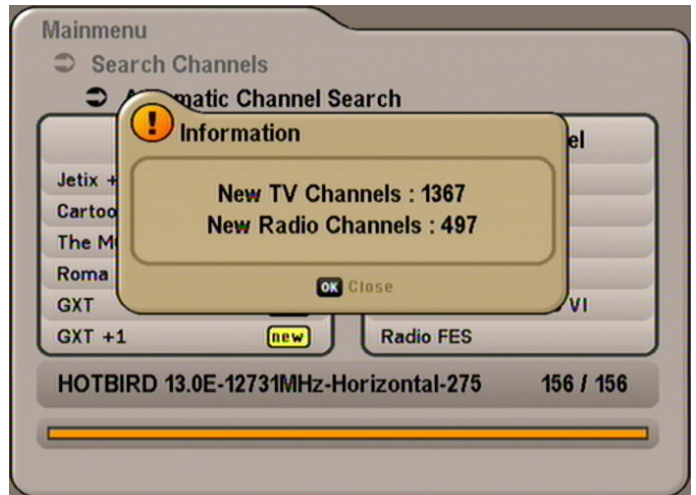 Mainmenu
Search Channels
Automatic Channel Search
Information
el
New TV Channels : 1367
New Radio Channels : 497
OK Close
Jetix +
Cartoo
The M
Roma
GXT
VI
GXT +1 new
Radio FES
HOTBIRD 13.0E-12731MHz-Horizontal-275 156 / 156